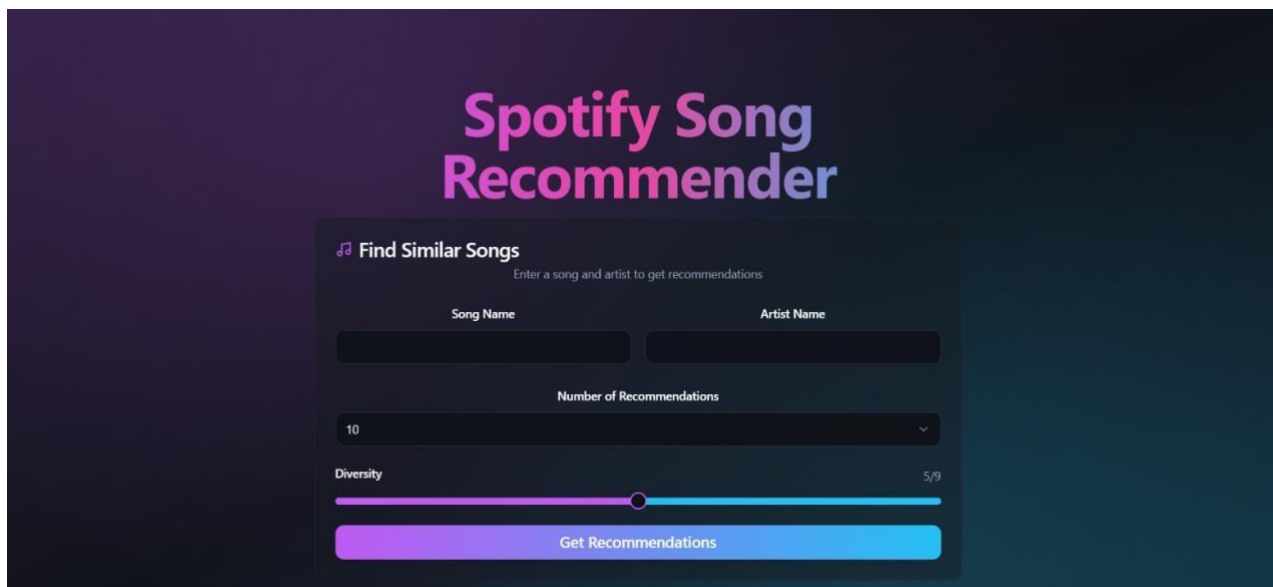 Spotify Song
Recommender
Find Similar Songs
Enter a song and artist to get recommendations
Song Name
Artist Name
Number of Recommendations
10
Diversity
5/9
Get Recommendations